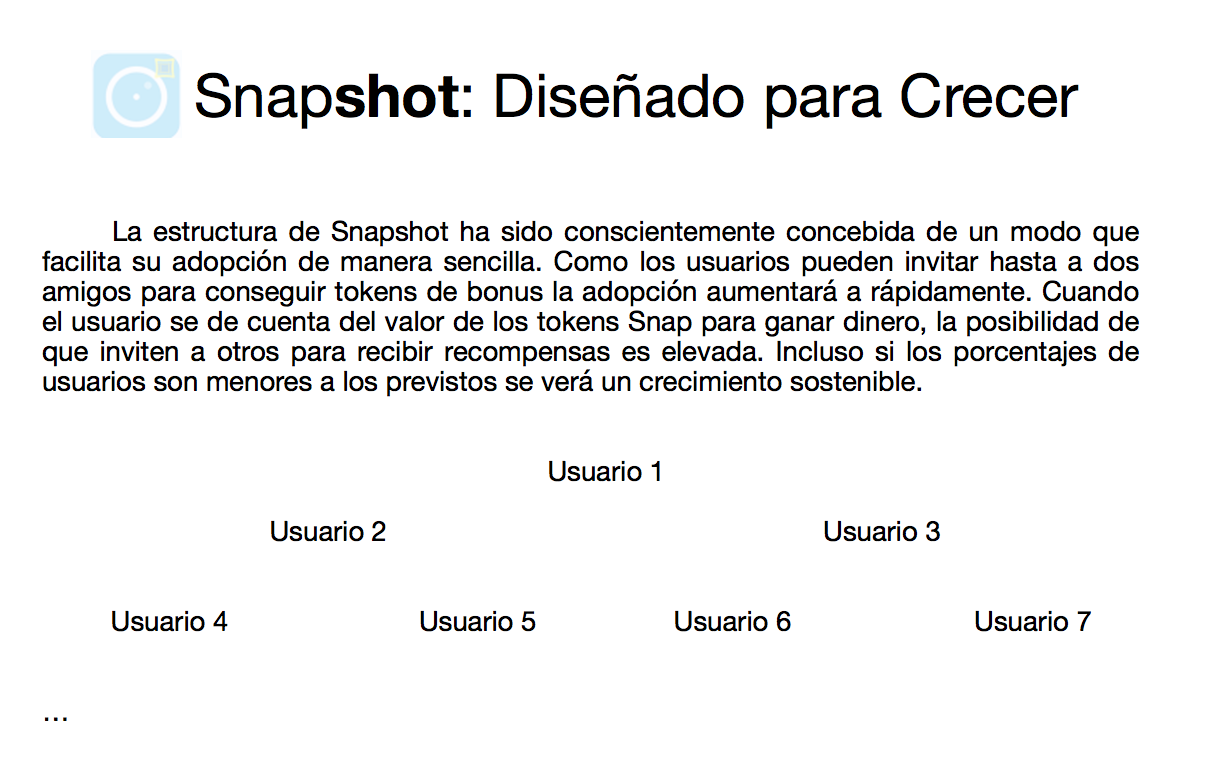 Snapshot: Diseñado para Crecer
La estructura de Snapshot ha sido conscientemente concebida de un modo que
facilita su adopción de manera sencilla. Como los usuarios pueden invitar hasta a dos
amigos para conseguir tokens de bonus la adopción aumentará a rápidamente. Cuando
el usuario se de cuenta del valor de los tokens Snap para ganar dinero, la posibilidad de
que inviten a otros para recibir recompensas es elevada. Incluso si los porcentajes de
usuarios son menores a los previstos se verá un crecimiento sostenible.
Usuario 1
Usuario 2 Usuario 3
Usuario 4 Usuario 5 Usuario 6 Usuario 7
...